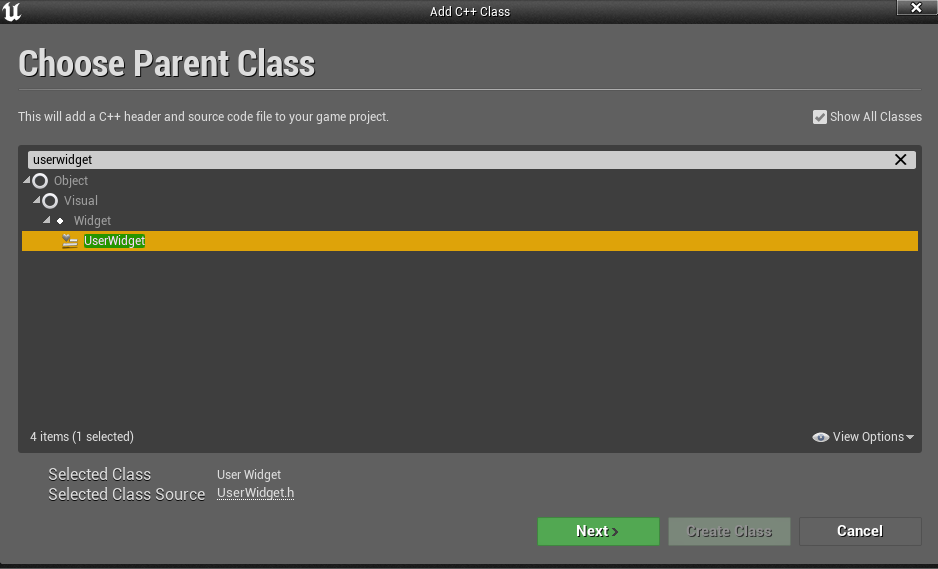 Add C++ Class
Choose Parent Class
This will add a C++ header and source code file to your game project.
Show All Classes
userwidget
Object
Visual
Widget
UserWidget
4 items (1 selected)
View Options
Selected Class User Widget
Selected Class Source UserWidget.h
Next Create Class Cancel